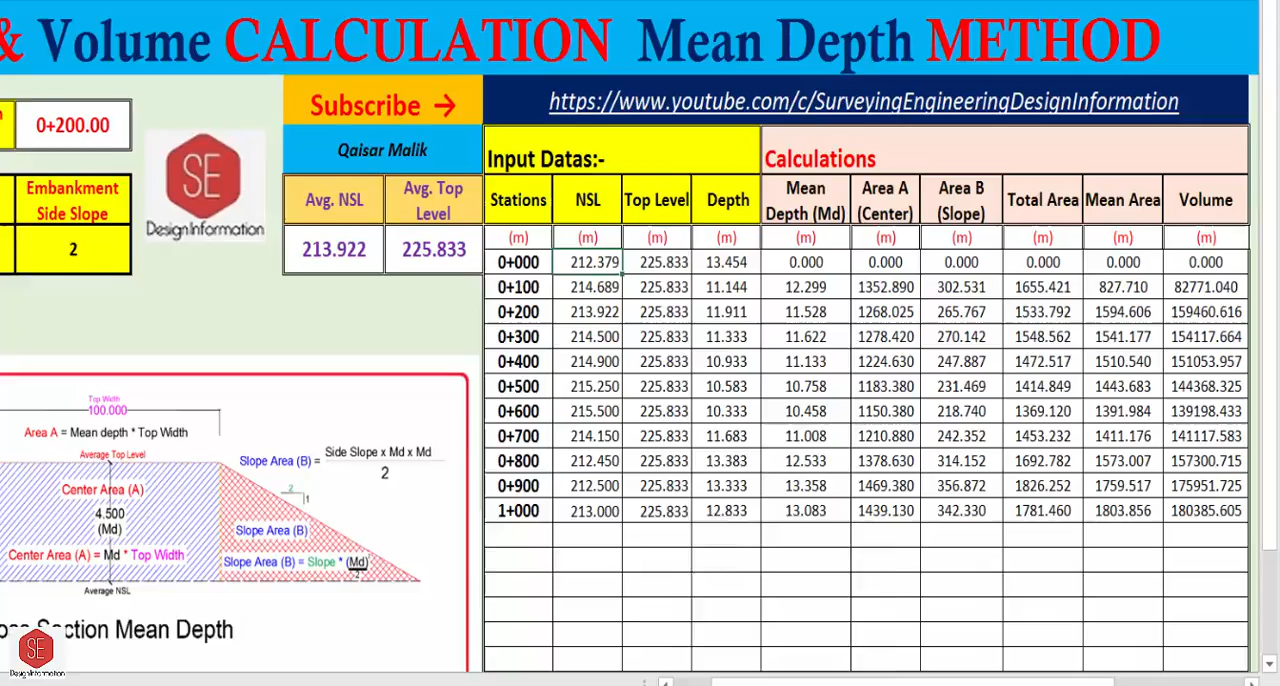 & Volume CALCULATION Mean Depth METHOD
0+200.00
Embankment
Side Slope
2
SE
DesignInformation
Subscribe →
Qaisar Malik
Avg. NSL
Avg. Top
Level
213.922 225.833
https://www.youtube.com/c/SurveyingEngineeringDesignInformation
Input Datas:- Calculations
Stations NSL Top Level Depth Mean Depth (Md) Area A (Center) Area B (Slope) Total Area Mean Area Volume
(m) (m) (m) (m) (m) (m) (m) (m) (m) (m)
0+000 212.379 225.833 13.454 0.000 0.000 0.000 0.000 0.000 0.000
0+100 214.689 225.833 11.144 12.299 1352.890 302.531 1655.421 827.710 82771.040
0+200 213.922 225.833 11.911 11.528 1268.025 265.767 1533.792 1594.606 159460.616
0+300 214.500 225.833 11.333 11.622 1278.420 270.142 1548.562 1541.177 154117.664
0+400 214.900 225.833 10.933 11.133 1224.630 247.887 1472.517 1510.540 151053.957
0+500 215.250 225.833 10.583 10.758 1183.380 231.469 1414.849 1443.683 144368.325
0+600 215.500 225.833 10.333 10.458 1150.380 218.740 1369.120 1391.984 139198.433
0+700 214.150 225.833 11.683 11.008 1210.880 242.352 1453.232 1411.176 141117.583
0+800 212.450 225.833 13.383 12.533 1378.630 314.152 1692.782 1573.007 157300.715
0+900 212.500 225.833 13.333 13.358 1469.380 356.872 1826.252 1759.517 175951.725
1+000 213.000 225.833 12.833 13.083 1439.130 342.330 1781.460 1803.856 180385.605
Top Width
100.000
Area A = Mean depth * Top Width
Average Top Level
Slope Area (B) = Side Slope x Md x Md
2
Center Area (A)
2
1
4.500
(Md)
Slope Area (B)
Center Area (A) = Md * Top Width
Slope Area (B) = Slope * (Md)
2
Average NSL
Section Mean Depth
SE
DesignInformation